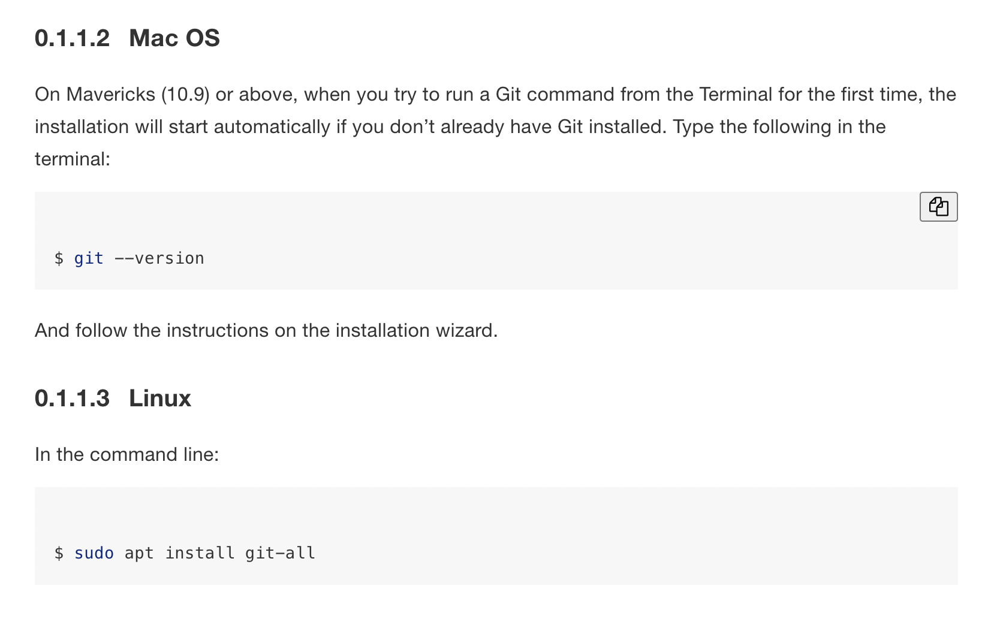 0.1.1.2 Mac OS
On Mavericks (10.9) or above, when you try to run a Git command from the Terminal for the first time, the
installation will start automatically if you don’t already have Git installed. Type the following in the
terminal:
$ git --version
And follow the instructions on the installation wizard.
0.1.1.3 Linux
In the command line:
$ sudo apt install git-all